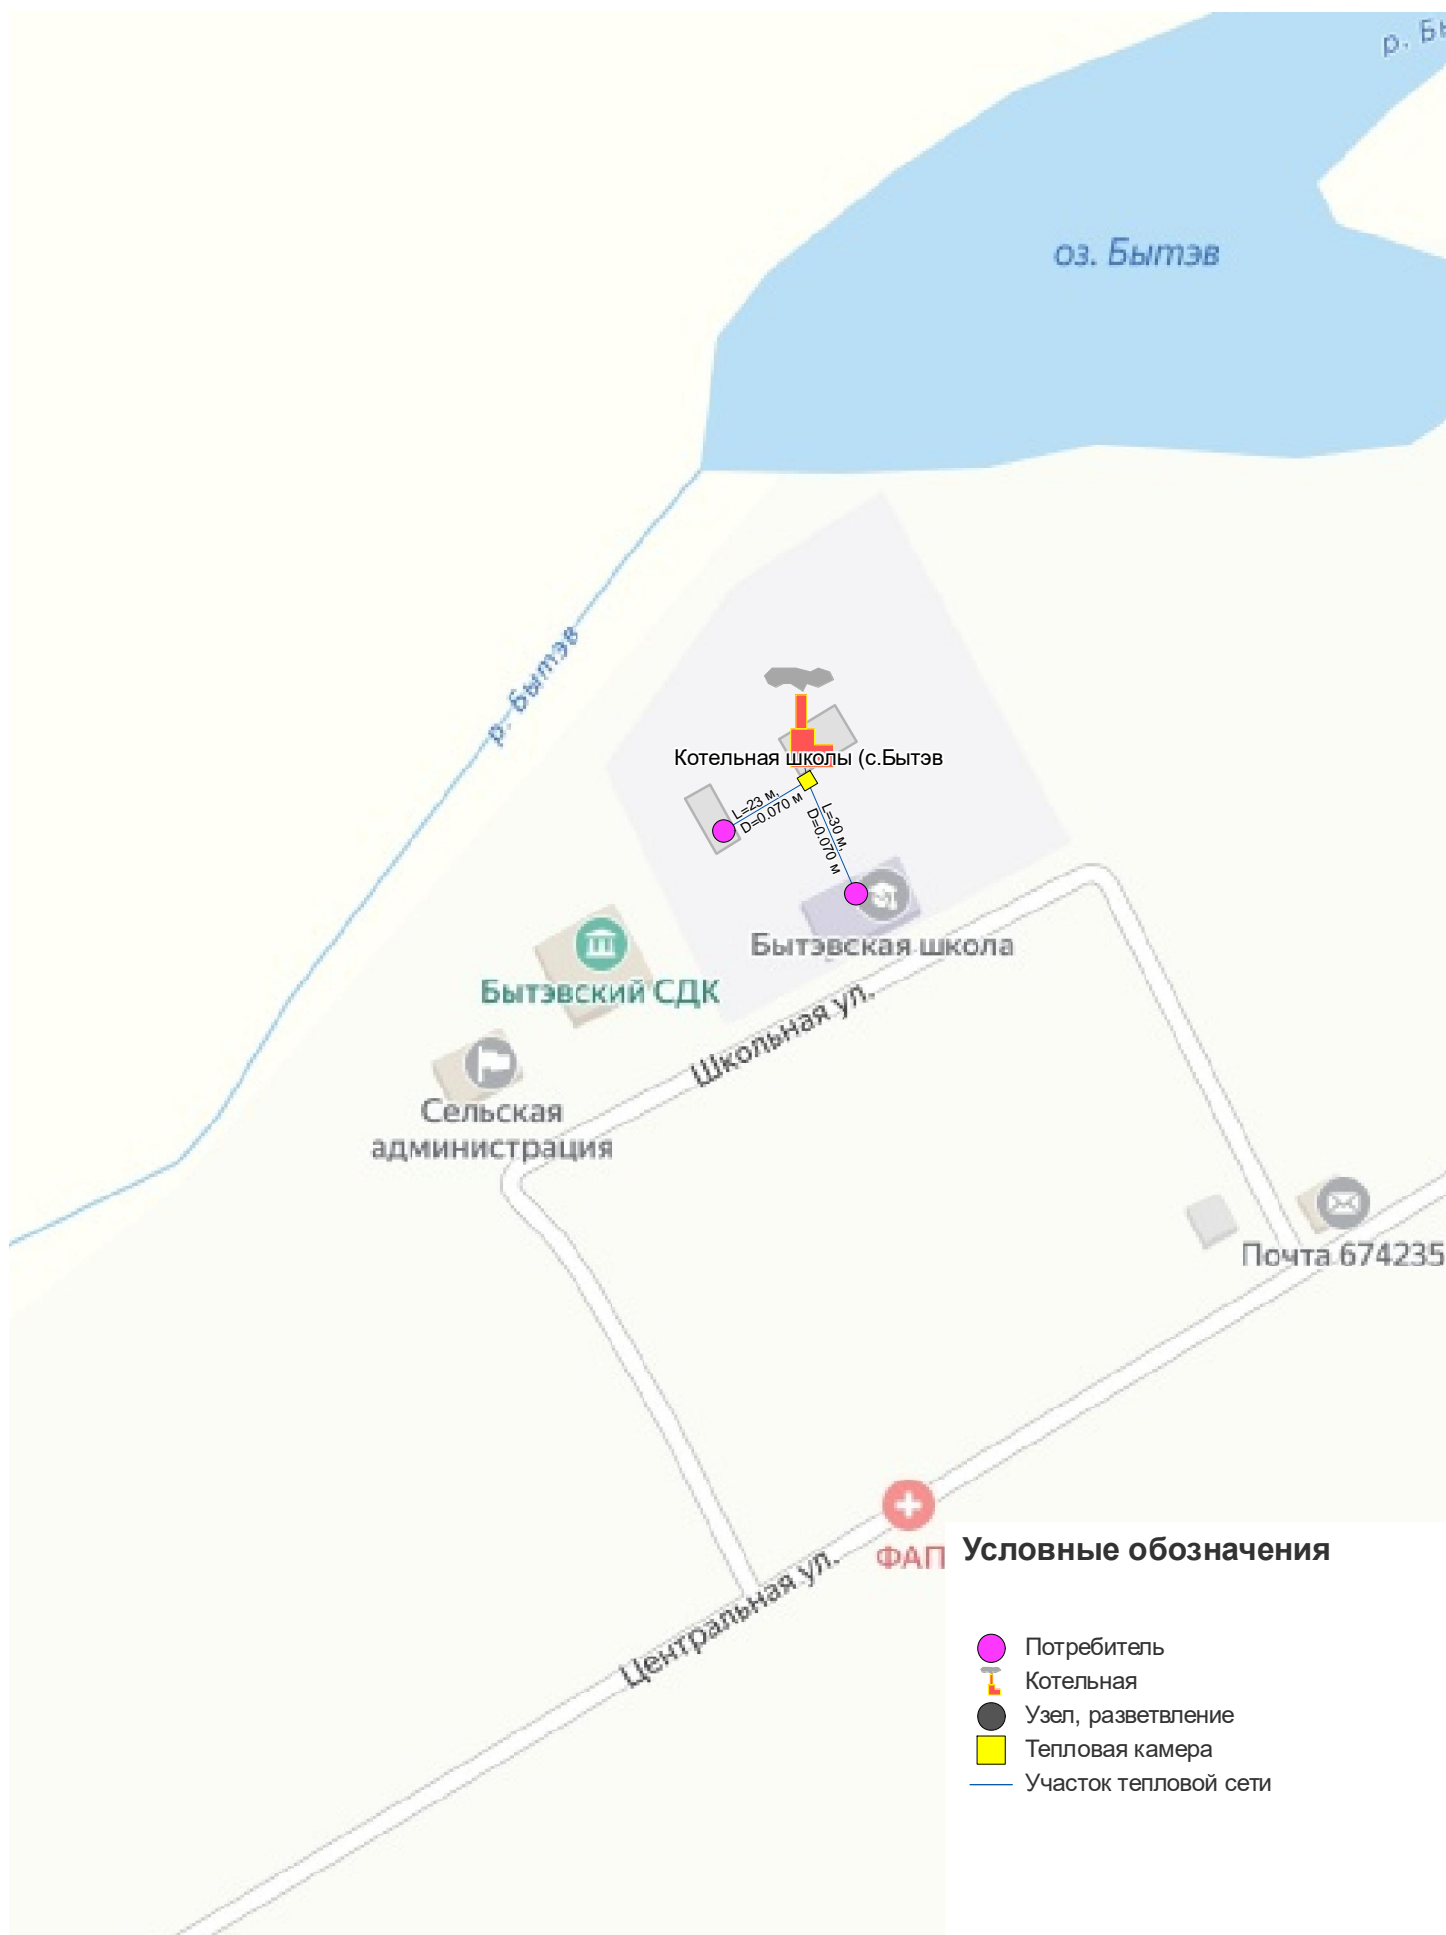 р. Бы
оз. Бытэв
р. Бытэв
Котельная школы (с.Бытэв
L=23 м,
D=0.070 м
L=30 м,
D=0.070 м
Бытэвская школа
Бытэвский СДК
Школьная ул.
Сельская
администрация
Почта 674235
ФАП
Центральная ул.
Условные обозначения
Потребитель
Котельная
Узел, разветвление
Тепловая камера
Участок тепловой сети